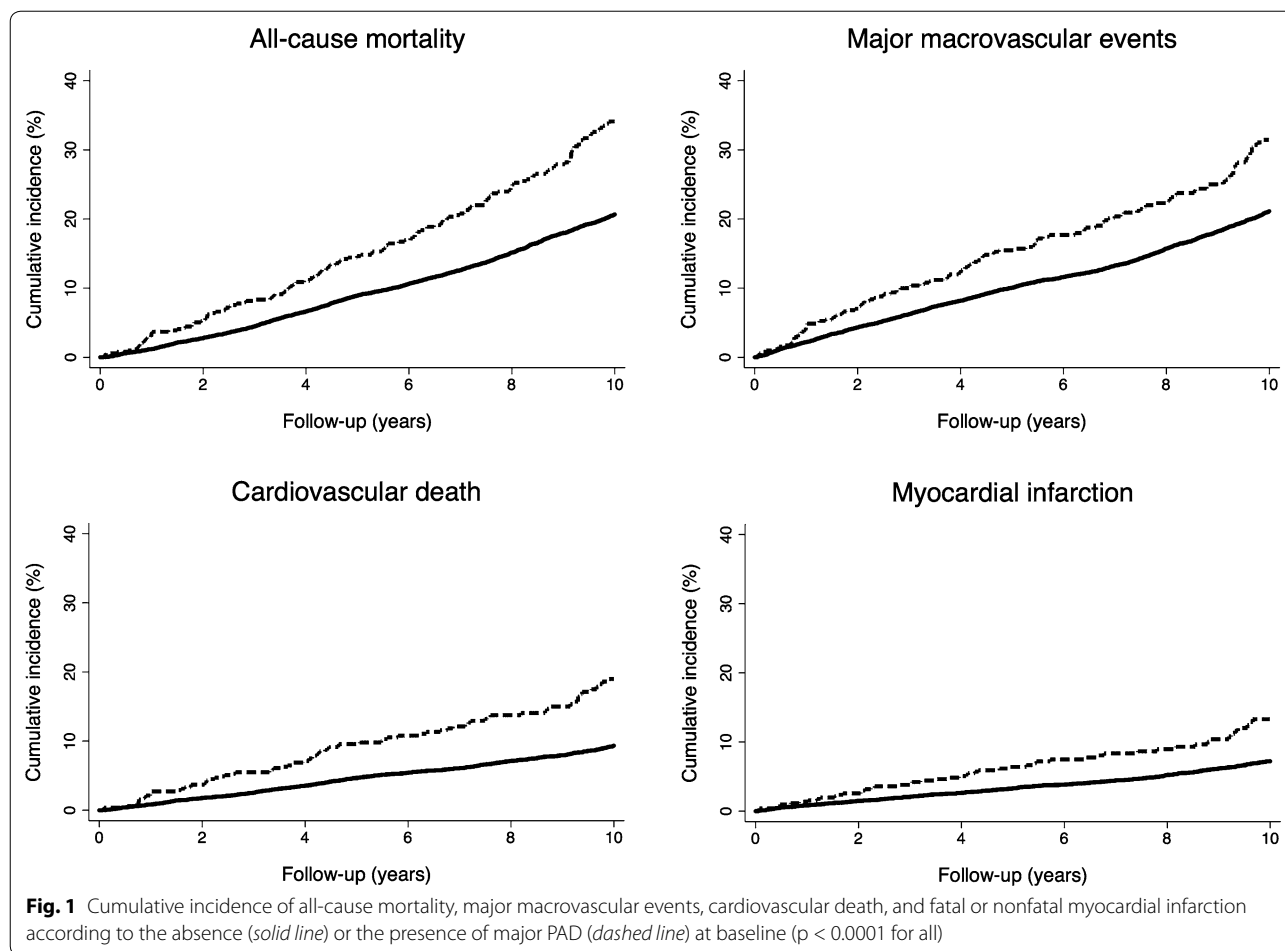 All-cause mortality
Cumulative incidence (%)
40
30
20
10
0
0 2 4 6 8 10
Follow-up (years)
Major macrovascular events
Cumulative incidence (%)
40
30
20
10
0
0 2 4 6 8 10
Follow-up (years)
Cardiovascular death
Cumulative incidence (%)
40
30
20
10
0
0 2 4 6 8 10
Follow-up (years)
Myocardial infarction
Cumulative incidence (%)
40
30
20
10
0
0 2 4 6 8 10
Follow-up (years)
Fig. 1 Cumulative incidence of all-cause mortality, major macrovascular events, cardiovascular death, and fatal or nonfatal myocardial infarction
according to the absence (solid line) or the presence of major PAD (dashed line) at baseline (p < 0.0001 for all)